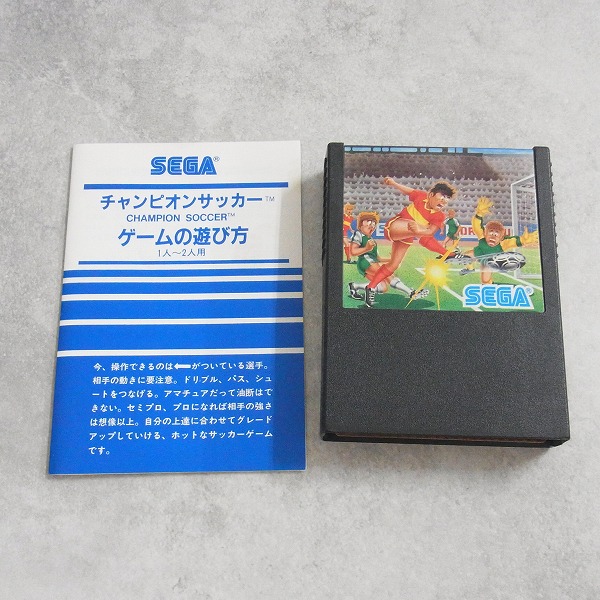 SEGA®
チャンピオンサッカー™
CHAMPION SOCCER™
ゲームの遊び方
1人〜2人用
今、操作できるのは⬅がついている選手。
相手の動きに要注意。ドリブル、パス、シュ
ートをつなげる。アマチュアだって油断はで
きない。セミプロ、プロになれば相手の強さ
は想像以上。自分の上達に合わせてグレード
アップしていける、ホットなサッカーゲーム
です。
SEGA®